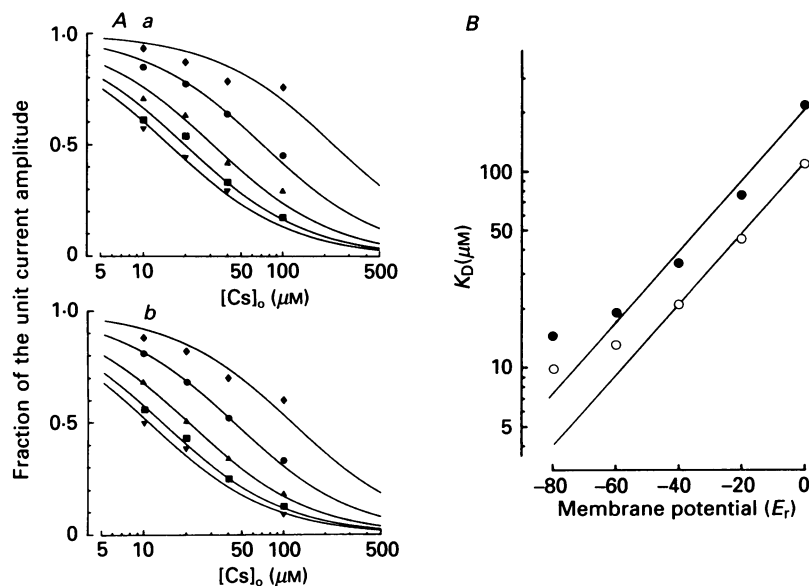 A a
Fraction of the unit current amplitude
1·0
0·5
0
5 10 50 100 500
[Cs]o (μM)
b
1·0
0·5
0
5 10 50 100 500
[Cs]o (μM)
B
KD(μM)
100
50
10
5
−80 −60 −40 −20 0
Membrane potential (Er)